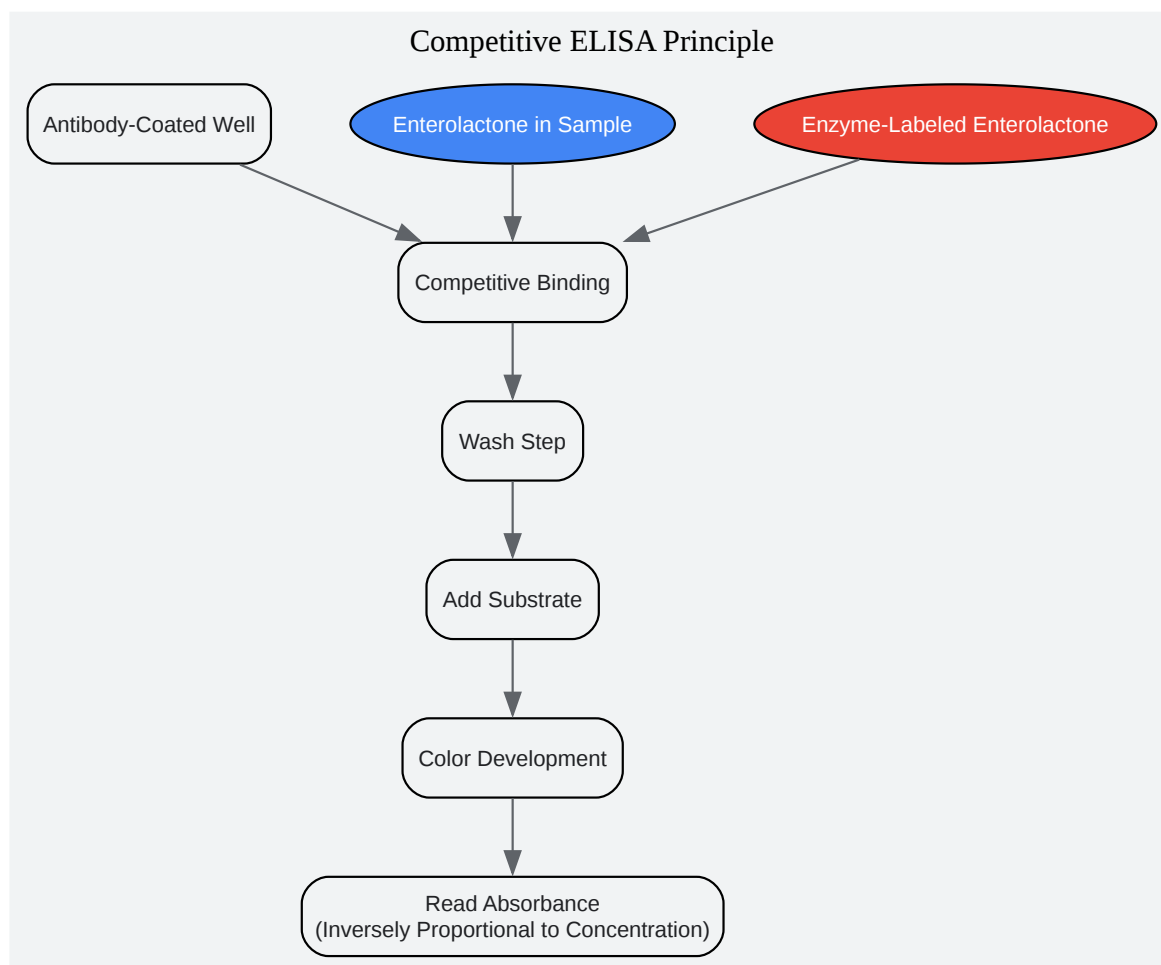 Competitive ELISA Principle
Antibody-Coated Well
Enterolactone in Sample
Enzyme-Labeled Enterolactone
Competitive Binding
Wash Step
Add Substrate
Color Development
Read Absorbance
(Inversely Proportional to Concentration)